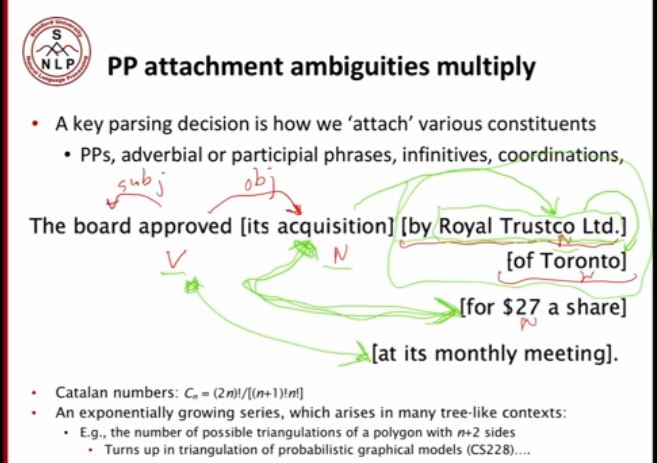 Stanford University
S
N L P
Natural Language Processing
PP attachment ambiguities multiply
• A key parsing decision is how we ‘attach’ various constituents
• PPs, adverbial or participial phrases, infinitives, coordinations,
subj
obj
The board approved [its acquisition] [by Royal Trustco Ltd.]
V
N
N
[of Toronto]
[for $27 a share]
[at its monthly meeting].
• Catalan numbers: Cn = (2n)!/[(n+1)!n!]
• An exponentially growing series, which arises in many tree-like contexts:
• E.g., the number of possible triangulations of a polygon with n+2 sides
• Turns up in triangulation of probabilistic graphical models (CS228)....